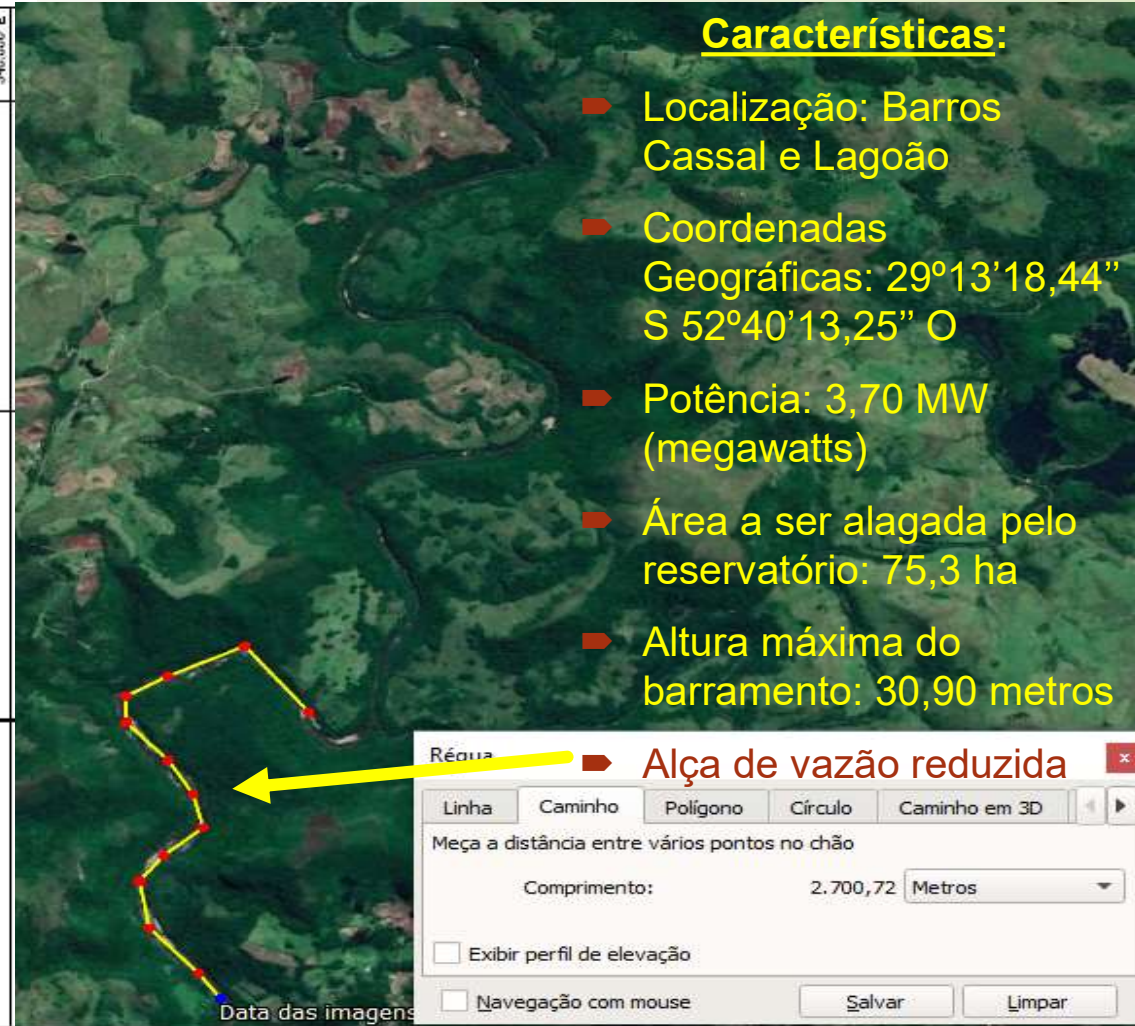 Características:
Localização: Barros
Cassal e Lagoão
Coordenadas
Geográficas: 29º13’18,44’’
S 52º40’13,25’’ O
Potência: 3,70 MW
(megawatts)
Área a ser alagada pelo
reservatório: 75,3 ha
Altura máxima do
barramento: 30,90 metros
Alça de vazão reduzida
Régua
Linha Caminho Polígono Círculo Caminho em 3D
Meça a distância entre vários pontos no chão
Comprimento: 2.700,72 Metros
Exibir perfil de elevação
Navegação com mouse Salvar Limpar
Data das imagens